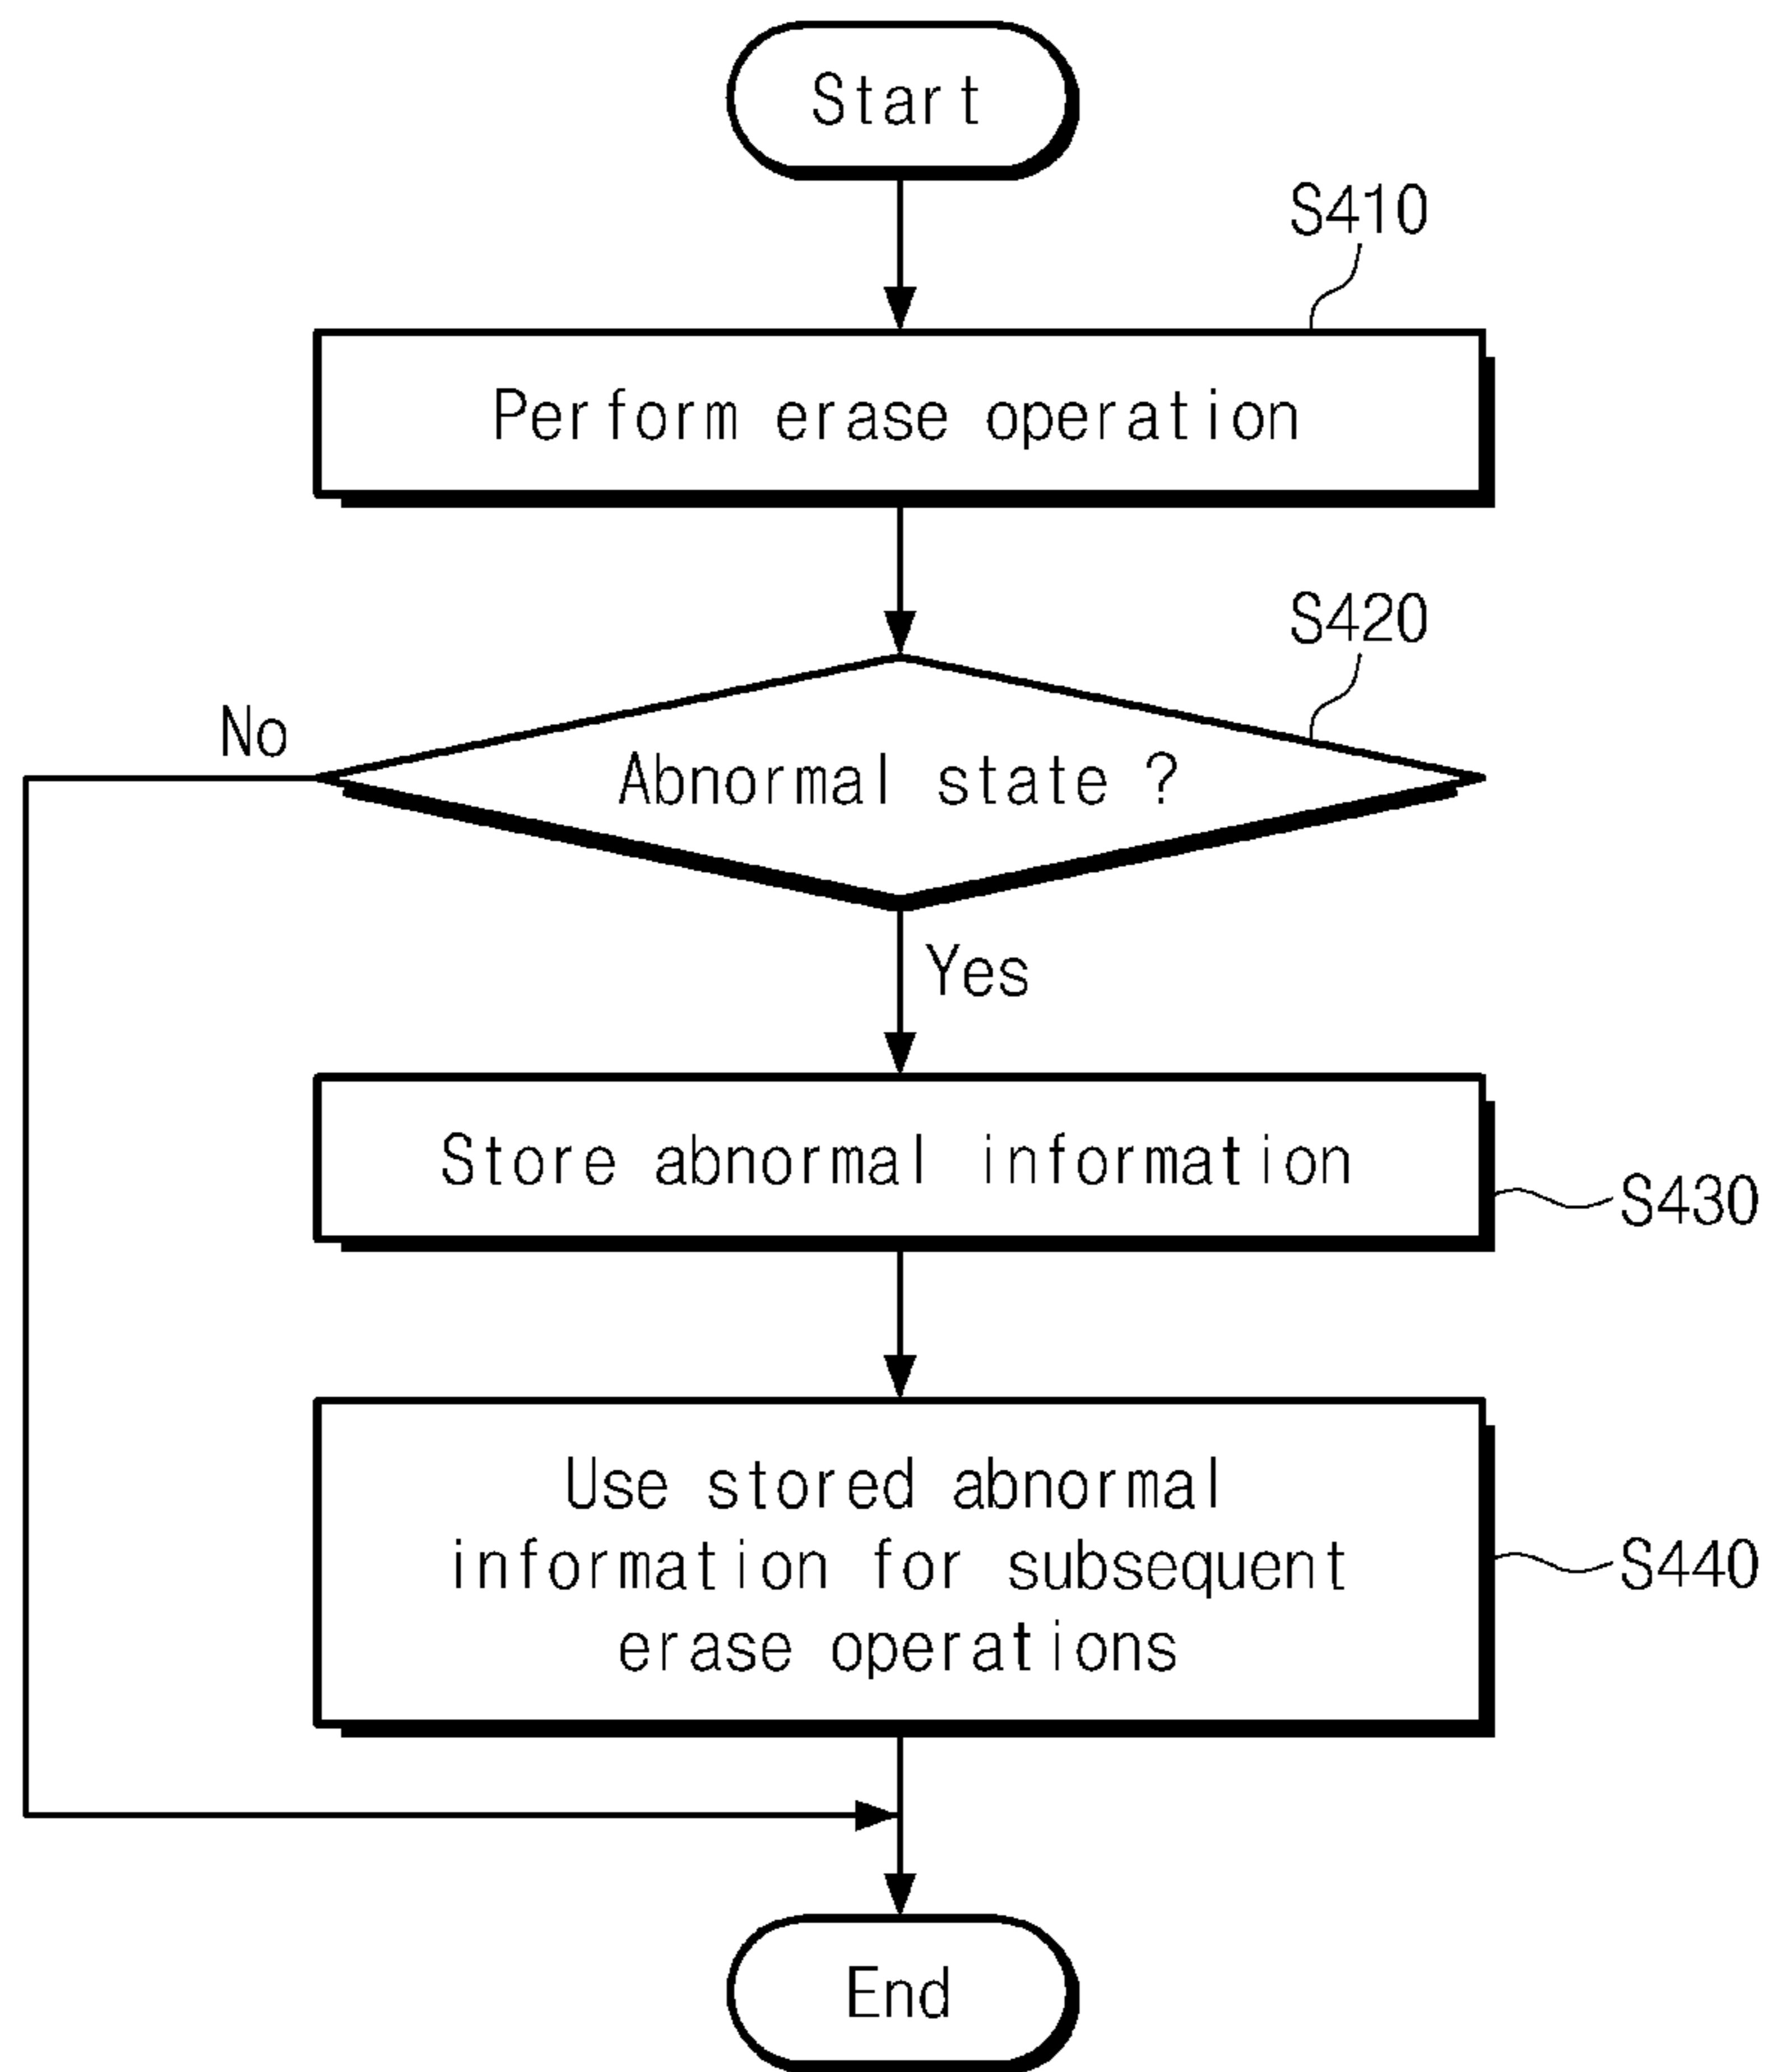 Start
S410
Perform erase operation
S420
No
Abnormal state ?
Yes
Store abnormal information
S430
Use stored abnormal
information for subsequent
erase operations
S440
End